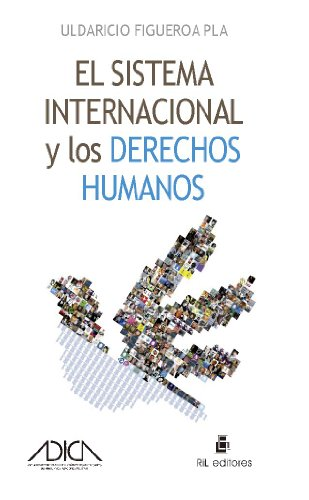 ULDARICIO FIGUEROA PLA
EL SISTEMA
INTERNACIONAL
y los DERECHOS
HUMANOS
ADICA
RiL editores